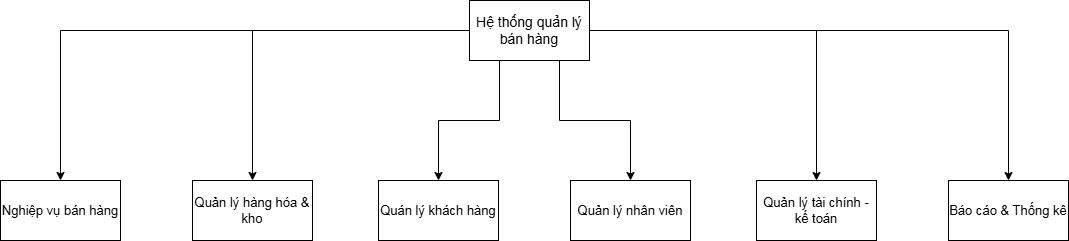 Hệ thống quản lý
bán hàng
Nghiệp vụ bán hàng
Quản lý hàng hóa &
kho
Quán lý khách hàng
Quản lý nhân viên
Quản lý tài chính -
kế toán
Báo cáo & Thống kê